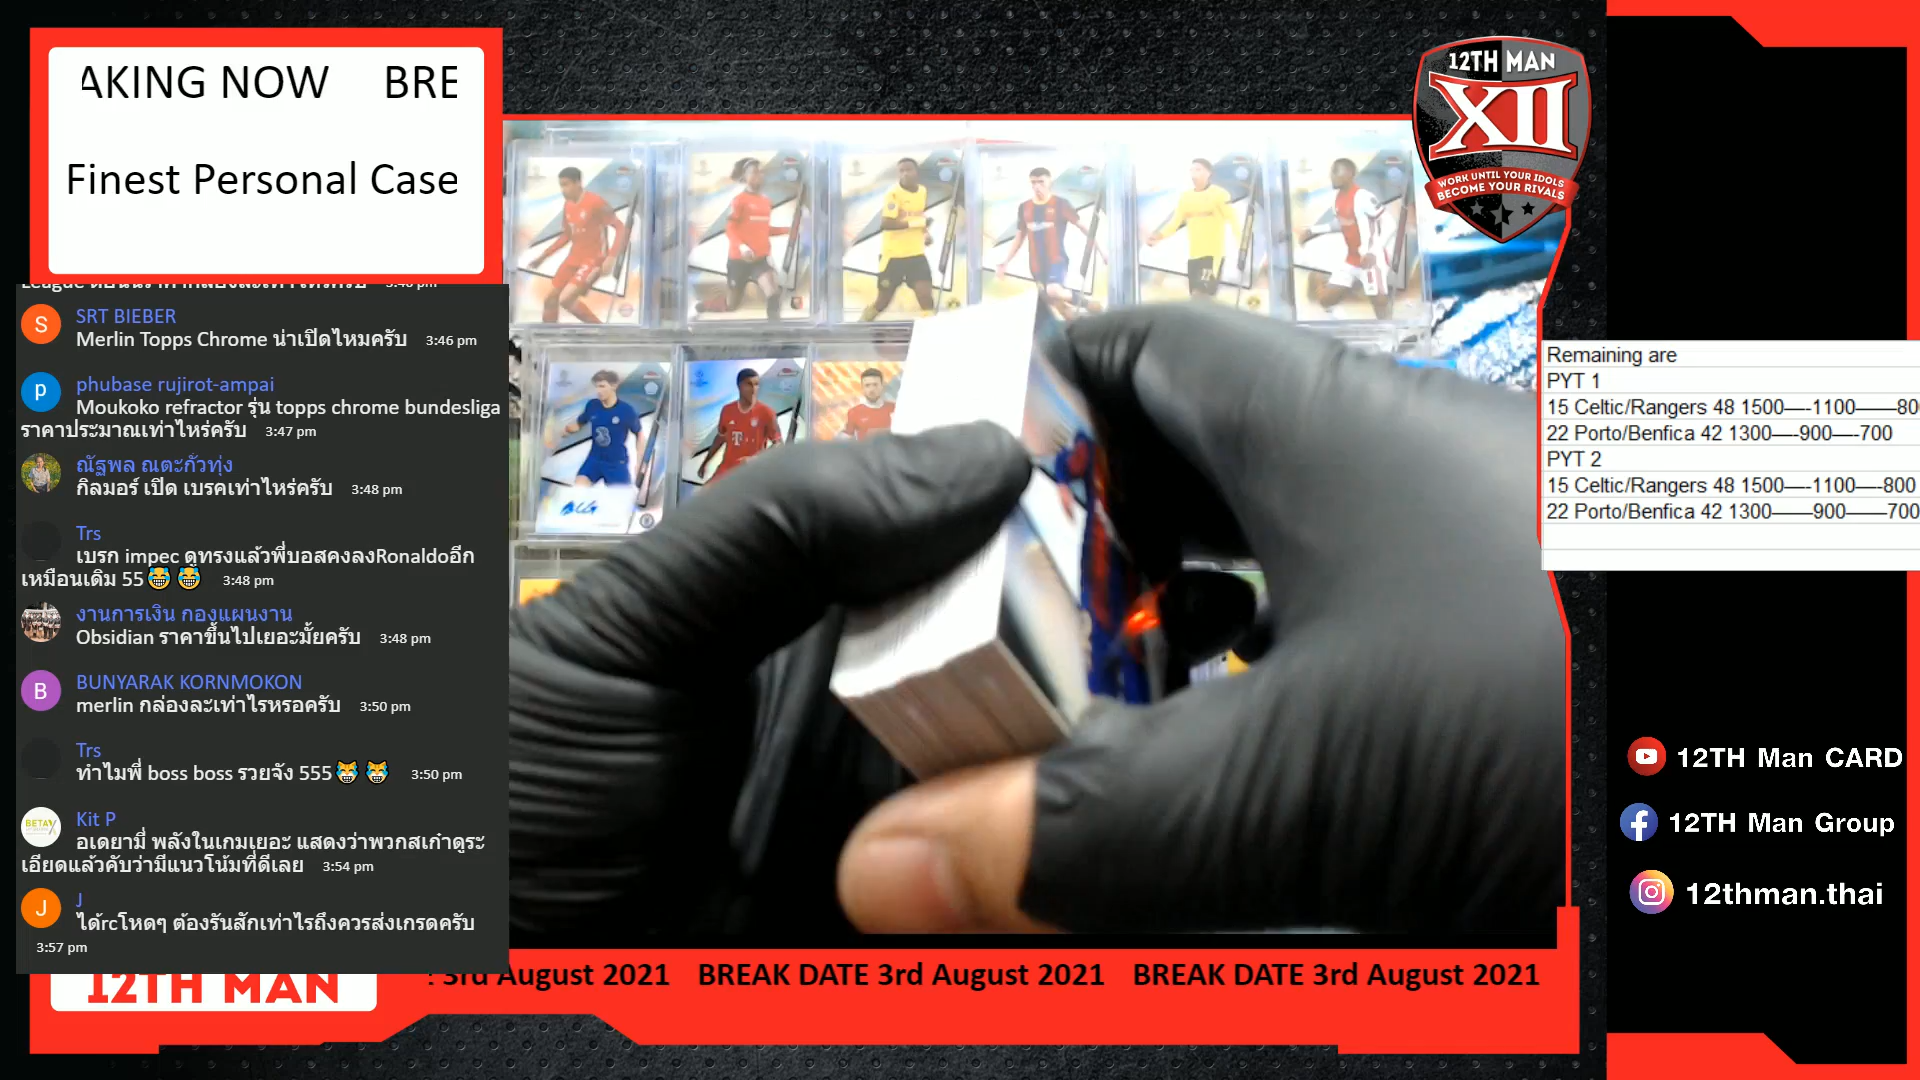 AKING NOW BRE
Finest Personal Case
SRT BIEBER
Merlin Topps Chrome น่าเปิดไหมครับ 3:46 pm
phubase rujirot-ampai
Moukoko refractor รุ่น topps chrome bundesliga
ราคาประมาณเท่าไหร่ครับ 3:47 pm
ณัฐพล ณตะกั่วทุ่ง
กิลมอร์ เปิด เบรคเท่าไหร่ครับ 3:48 pm
Trs
เบรก impec ดูทรงแล้วพี่บอสคงลงRonaldoอีก
เหมือนเดิม 55😹 😹 3:48 pm
งานการเงิน กองแผนงาน
Obsidian ราคาขึ้นไปเยอะมั้ยครับ 3:48 pm
BUNYARAK KORNMOKON
merlin กล่องละเท่าไรหรอครับ 3:50 pm
Trs
ทำไมพี่ boss boss รวยจัง 555😹 😹 3:50 pm
Kit P
อเดยามี่ พลังในเกมเยอะ แสดงว่าพวกสเก๋าดูระ
เอียดแล้วคับว่ามีแนวโน้มที่ดีเลย 3:54 pm
J
ได้rcโหดๆ ต้องรันสักเท่าไรถึงควรส่งเกรดครับ
3:57 pm
12TH MAN
: 3rd August 2021 BREAK DATE 3rd August 2021 BREAK DATE 3rd August 2021
12TH MAN
XII
WORK UNTIL YOUR IDOLS
BECOME YOUR RIVALS
Remaining are
PYT 1
15 Celtic/Rangers 48 1500—-1100——80
22 Porto/Benfica 42 1300—-900—-700
PYT 2
15 Celtic/Rangers 48 1500—-1100—-800
22 Porto/Benfica 42 1300——900——700
12TH Man CARD
12TH Man Group
12thman.thai